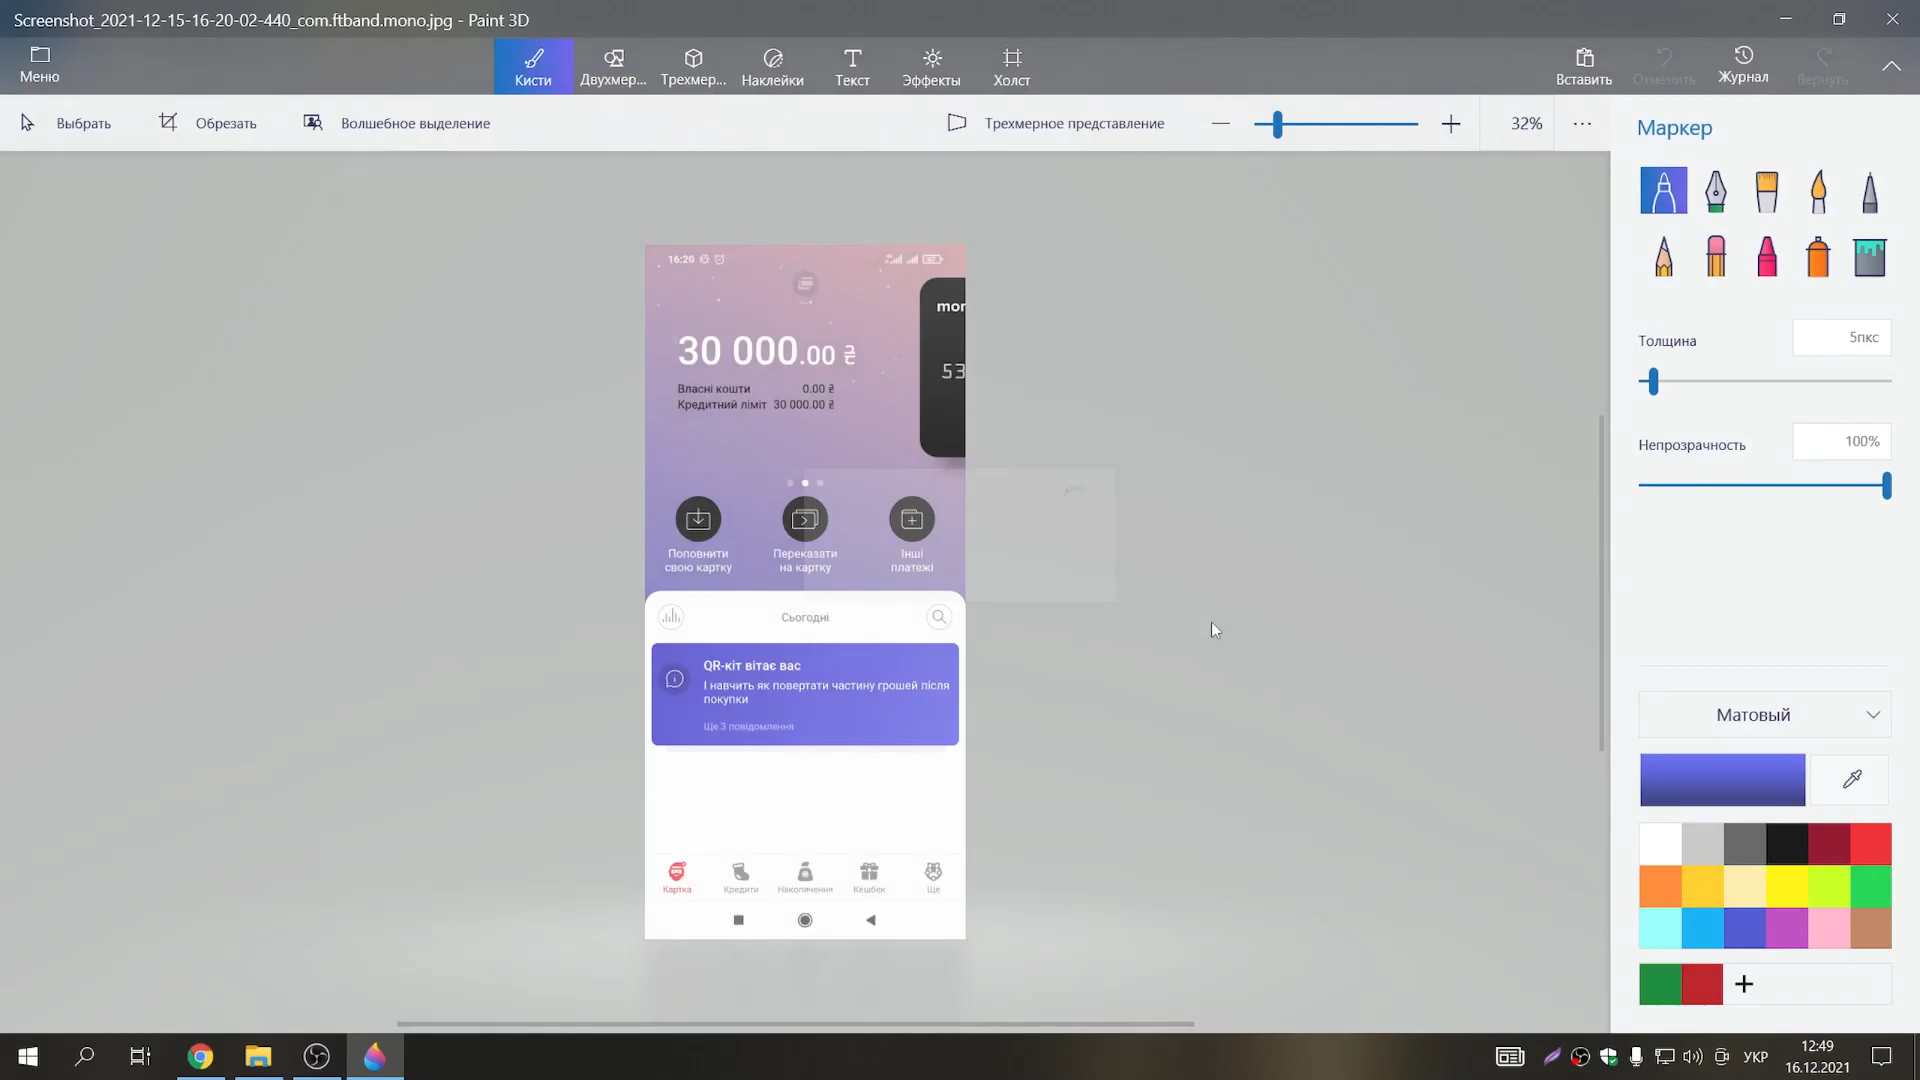 Screenshot_2021-12-15-16-20-02-440_com.ftband.mono.jpg - Paint 3D
Меню
Кисти
Двухмер...
Трехмер...
Наклейки
Текст
Эффекты
Холст
Вставить
Отменить
Журнал
Вернуть
Выбрать
Обрезать
Волшебное выделение
Трехмерное представление
32%
Маркер
Толщина
5пкс
Непрозрачность
100%
Матовый
16:20
mon
30 000.00 ₴
53
Власні кошти 0.00 ₴
Кредитний ліміт 30 000.00 ₴
Поповнити
свою картку
Переказати
на картку
Інші
платежі
Сьогодні
QR-кіт вітає вас
І навчить як повертати частину грошей після
покупки
Ще 3 повідомлення
Картка
Кредити
Накопичення
Кешбек
Ще
УКР
12:49
16.12.2021